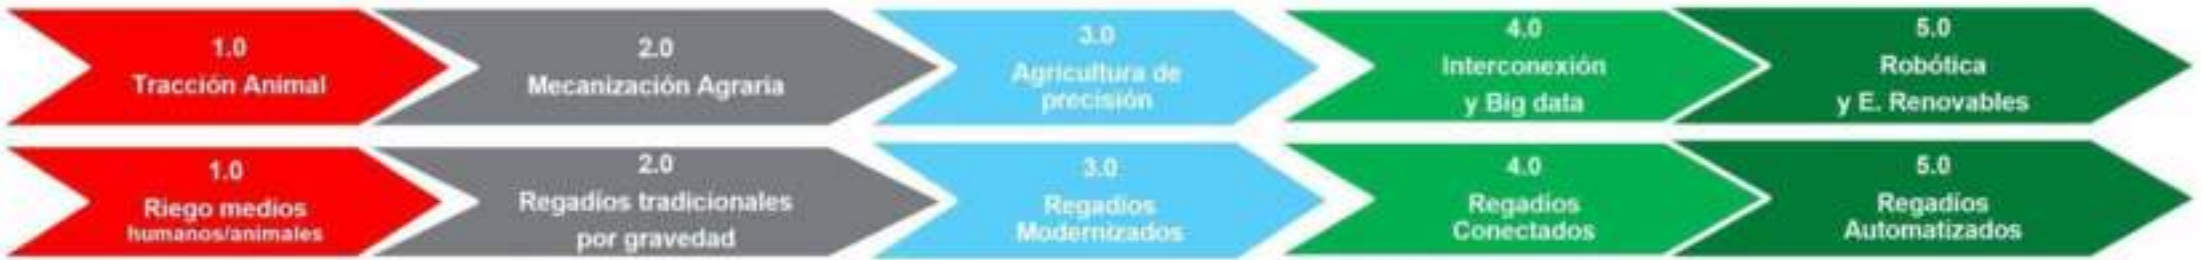 1.0
Tracción Animal
2.0
Mecanización Agraria
3.0
Agricultura de
precisión
4.0
Interconexión
y Big data
5.0
Robótica
y E. Renovables
1.0
Riego medios
humanos/animales
2.0
Regadíos tradicionales
por gravedad
3.0
Regadíos
Modernizados
4.0
Regadíos
Conectados
5.0
Regadíos
Automatizados